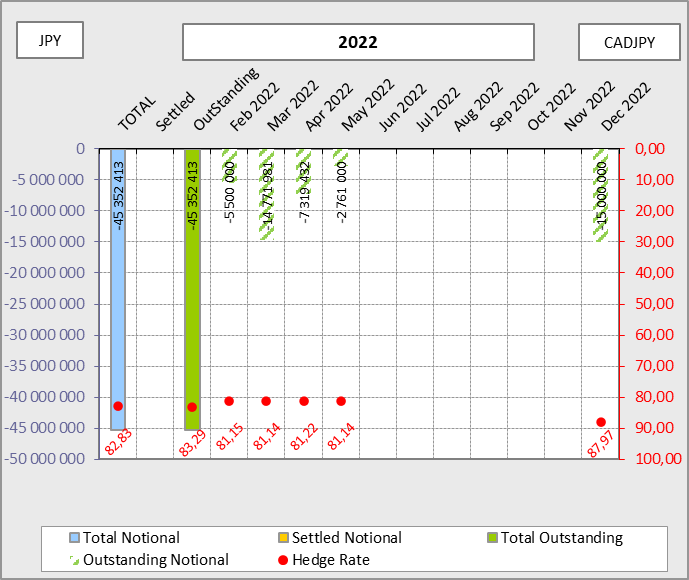 JPY
2022
CADJPY
TOTAL
Settled
OutStanding
Feb 2022
Mar 2022
Apr 2022
May 2022
Jun 2022
Jul 2022
Aug 2022
Sep 2022
Oct 2022
Nov 2022
Dec 2022
0
-5 000 000
-10 000 000
-15 000 000
-20 000 000
-25 000 000
-30 000 000
-35 000 000
-40 000 000
-45 000 000
-50 000 000
-45 352 413
-45 352 413
-5 500 000
-14 771 981
-7 319 432
-2 761 000
-15 000 000
82,83
83,29
81,15
81,14
81,22
81,14
87,97
0,00
10,00
20,00
30,00
40,00
50,00
60,00
70,00
80,00
90,00
100,00
Total Notional
Settled Notional
Total Outstanding
Outstanding Notional
Hedge Rate